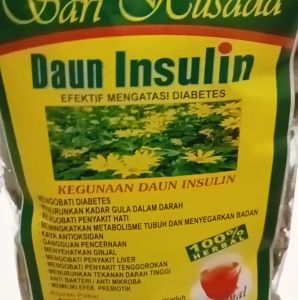 Sari Husada
Daun Insulin
EFEKTIF MENGATASI DIABETES
KEGUNAAN DAUN INSULIN
MENGOBATI DIABETES
MENURUNKAN KADAR GULA DALAM DARAH
MENGOBATI PENYAKIT HATI
MENINGKATKAN METABOLISME TUBUH DAN MENYEGARKAN BADAN
KAYA ANTIOKSIDAN
- GANGGUAN PENCERNAAN
- MENYEHATKAN GINJAL
- MENGOBATI PENYAKIT LIVER
- MENGOBATI PENYAKIT TENGGOROKAN
- MENURUNKAN TEKANAN DARAH TINGGI
- ANTI BAKTERI / ANTI MIKROBA
- MEMILIKI EFEK PREBIOTIK
100%
HERBAL